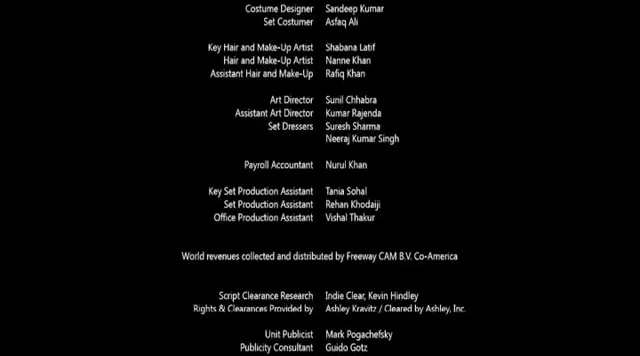 Costume Designer Sandeep Kumar
Set Costumer Asfaq Ali
Key Hair and Make-Up Artist Shabana Latif
Hair and Make-Up Artist Nanne Khan
Assistant Hair and Make-Up Rafiq Khan
Art Director Sunil Chhabra
Assistant Art Director Kumar Rajenda
Set Dressers Suresh Sharma
Neeraj Kumar Singh
Payroll Accountant Nurul Khan
Key Set Production Assistant Tania Sohal
Set Production Assistant Rehan Khodaiji
Office Production Assistant Vishal Thakur
World revenues collected and distributed by Freeway CAM B.V. Co-America
Script Clearance Research Indie Clear, Kevin Hindley
Rights & Clearances Provided by Ashley Kravitz / Cleared by Ashley, Inc.
Unit Publicist Mark Pogachefsky
Publicity Consultant Guido Gotz